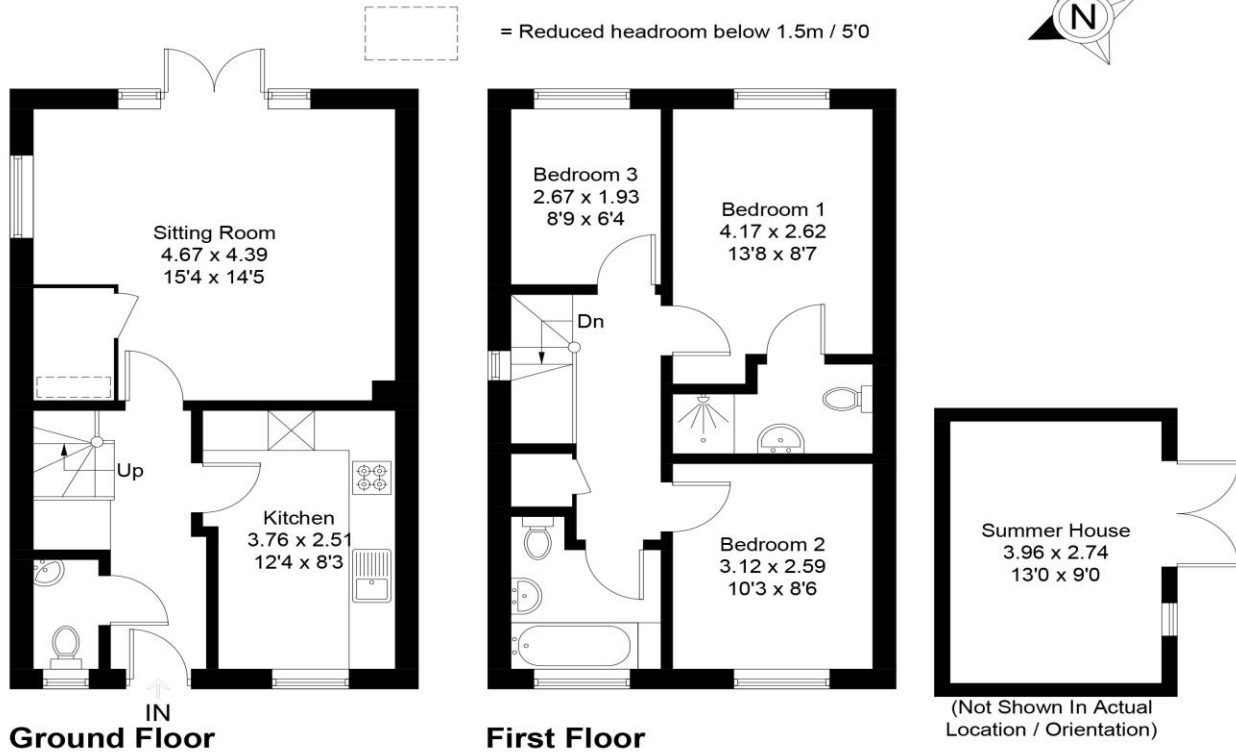 = Reduced headroom below 1.5m / 5'0
N
Sitting Room
4.67 x 4.39
15'4 x 14'5
Up
Kitchen
3.76 x 2.51
12'4 x 8'3
IN
Ground Floor
Bedroom 3
2.67 x 1.93
8'9 x 6'4
Bedroom 1
4.17 x 2.62
13'8 x 8'7
Dn
Bedroom 2
3.12 x 2.59
10'3 x 8'6
First Floor
Summer House
3.96 x 2.74
13'0 x 9'0
(Not Shown In Actual
Location / Orientation)